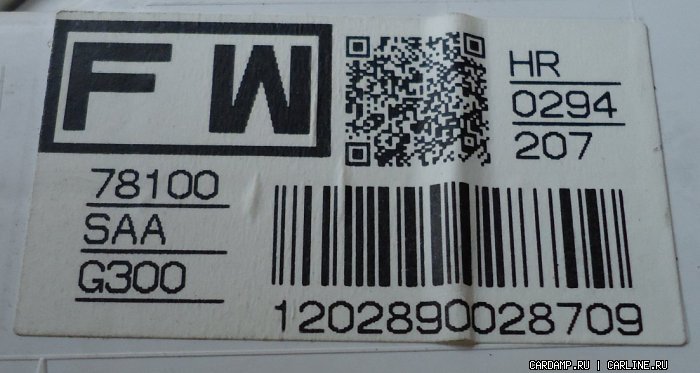 FW
HR
0294
207
78100
SAA
G300
1202890028709
CARDAMP.RU | CARLINE.RU